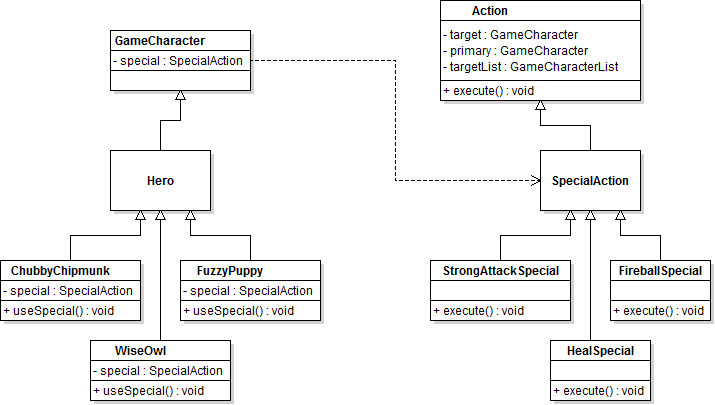 GameCharacter
- special : SpecialAction
Action
- target : GameCharacter
- primary : GameCharacter
- targetList : GameCharacterList
+ execute() : void
Hero
SpecialAction
ChubbyChipmunk
- special : SpecialAction
+ useSpecial() : void
FuzzyPuppy
- special : SpecialAction
+ useSpecial() : void
WiseOwl
- special : SpecialAction
+ useSpecial() : void
StrongAttackSpecial
+ execute() : void
FireballSpecial
+ execute() : void
HealSpecial
+ execute() : void